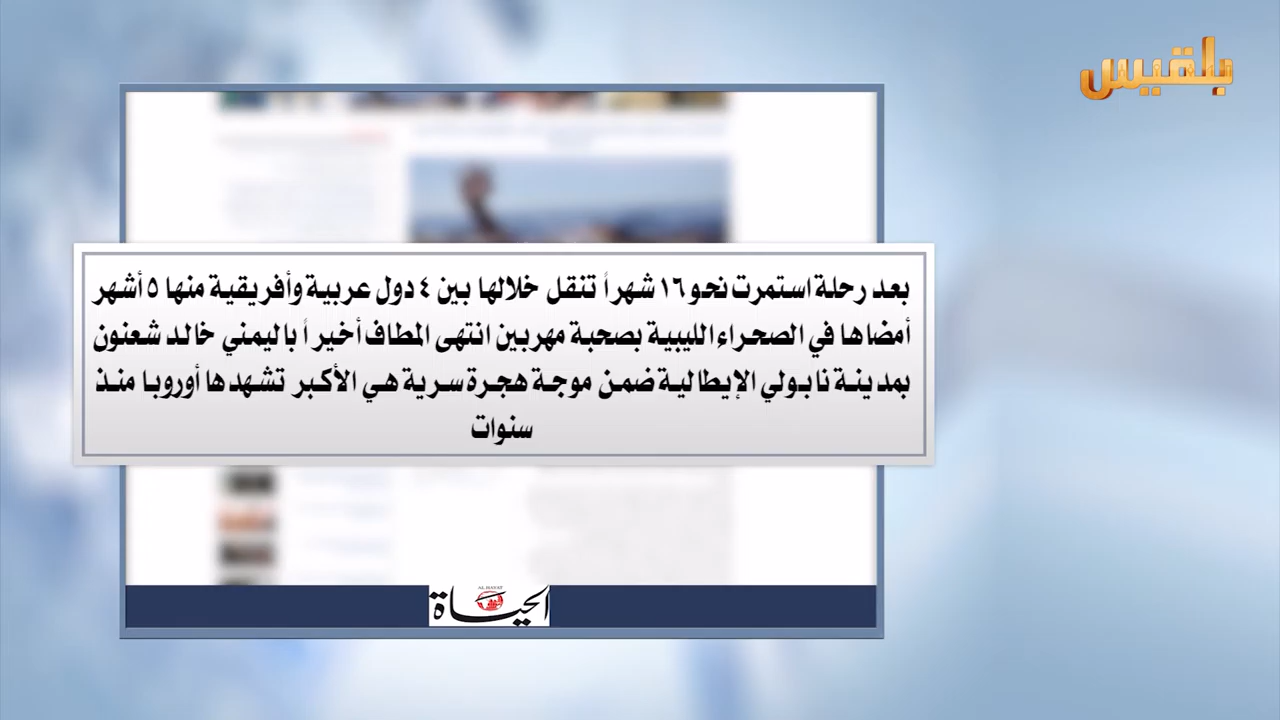 بلقيس
بعد رحلة استمرت نحو ١٦ شهراً تنقل خلالها بين ٤ دول عربية وأفريقية منها ٥ أشهر
أمضاها في الصحراء الليبية بصحبة مهربين انتهى المطاف أخيراً باليمني خالد شعنون
بمدينة نابولي الإيطالية ضمن موجة هجرة سرية هي الأكبر تشهدها أوروبا منذ
سنوات
AL HAYAT
الحياة